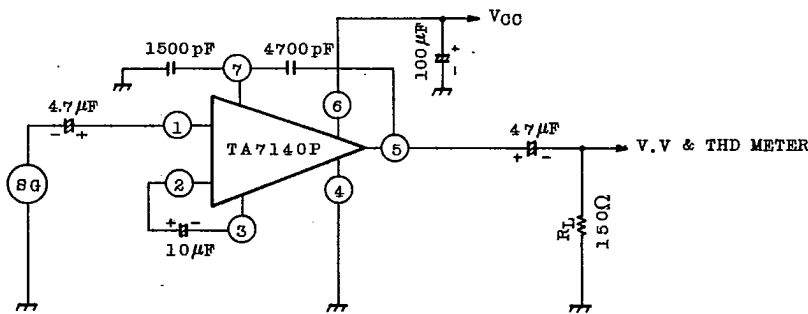 VCC
1500pF
4700pF
100μF
+
-
7
6
4.7μF
- +
1
TA7140P
5
47μF
+ -
V.V & THD METER
SG
2
4
+ -
3
10μF
RL
150Ω